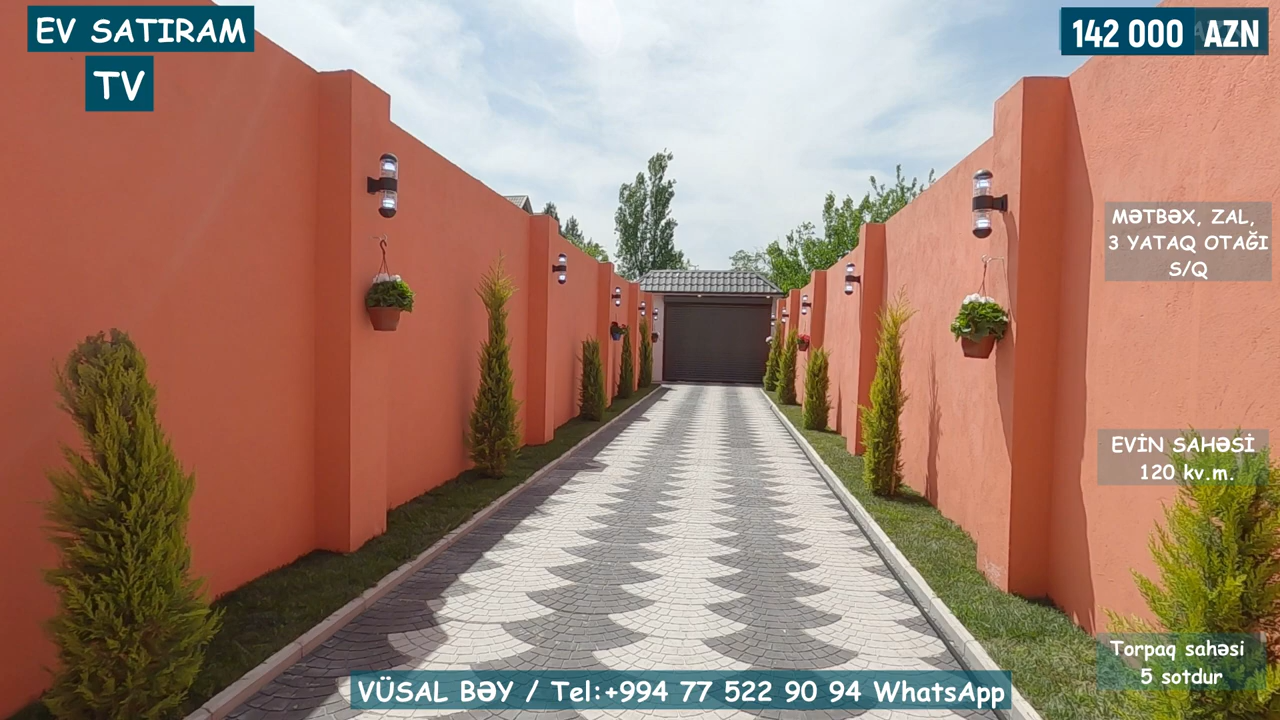 EV SATIRAM
TV
142 000 AZN
MƏTBƏX, ZAL,
3 YATAQ OTAĞI
S/Q
EVİN SAHƏSİ
120 kv.m.
Torpaq sahəsi
5 sotdur
VÜSAL BƏY / Tel:+994 77 522 90 94 WhatsApp